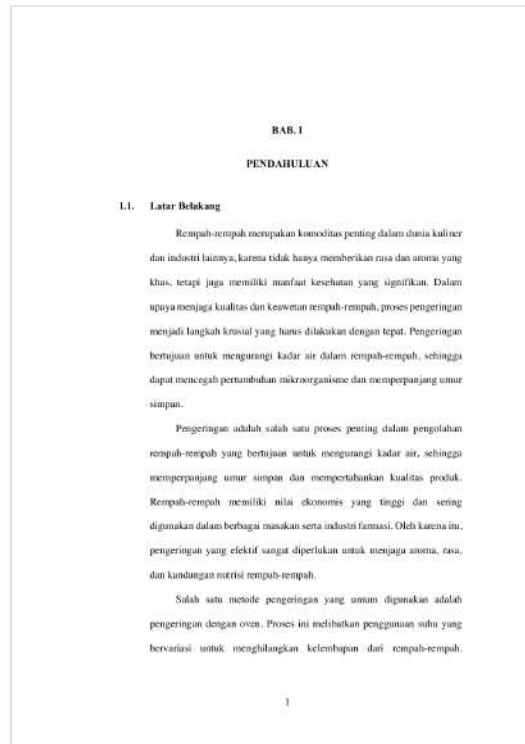 BAB. I
PENDAHULUAN
1.1. Latar Belakang
Rempah-rempah merupakan komoditas penting dalam dunia kuliner
dan industri lainnya, karena tidak hanya memberikan rasa dan aroma yang
khas, tetapi juga memiliki manfaat kesehatan yang signifikan. Dalam
upaya menjaga kualitas dan keawetan rempah-rempah, proses pengeringan
menjadi langkah krusial yang harus dilakukan dengan tepat. Pengeringan
bertujuan untuk mengurangi kadar air dalam rempah-rempah, sehingga
dapat mencegah pertumbuhan mikroorganisme dan memperpanjang umur
simpan.
Pengeringan adalah salah satu proses penting dalam pengolahan
rempah-rempah yang bertujuan untuk mengurangi kadar air, sehingga
memperpanjang umur simpan dan mempertahankan kualitas produk.
Rempah-rempah memiliki nilai ekonomis yang tinggi dan sering
digunakan dalam berbagai masakan serta industri farmasi. Oleh karena itu,
pengeringan yang efektif sangat diperlukan untuk menjaga aroma, rasa,
dan kandungan nutrisi rempah-rempah.
Salah satu metode pengeringan yang umum digunakan adalah
pengeringan dengan oven. Proses ini melibatkan penggunaan suhu yang
bervariasi untuk menghilangkan kelembapan dari rempah-rempah.
1